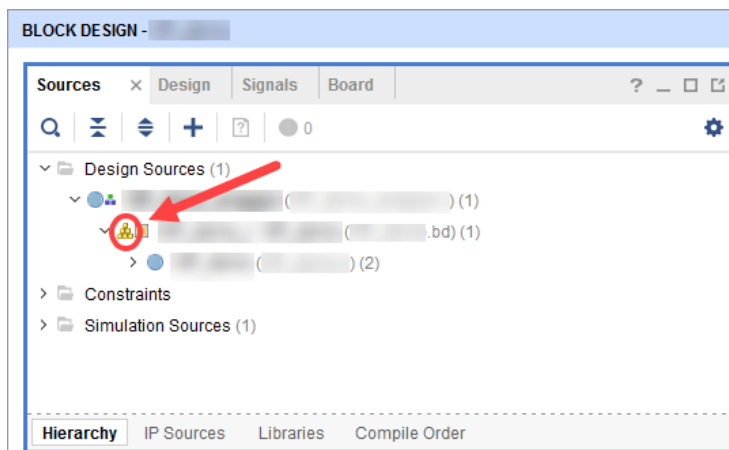 BLOCK DESIGN -
Sources × Design Signals Board ?
0
Design Sources (1)
( ) (1)
( .bd) (1)
( ) (2)
Constraints
Simulation Sources (1)
Hierarchy IP Sources Libraries Compile Order